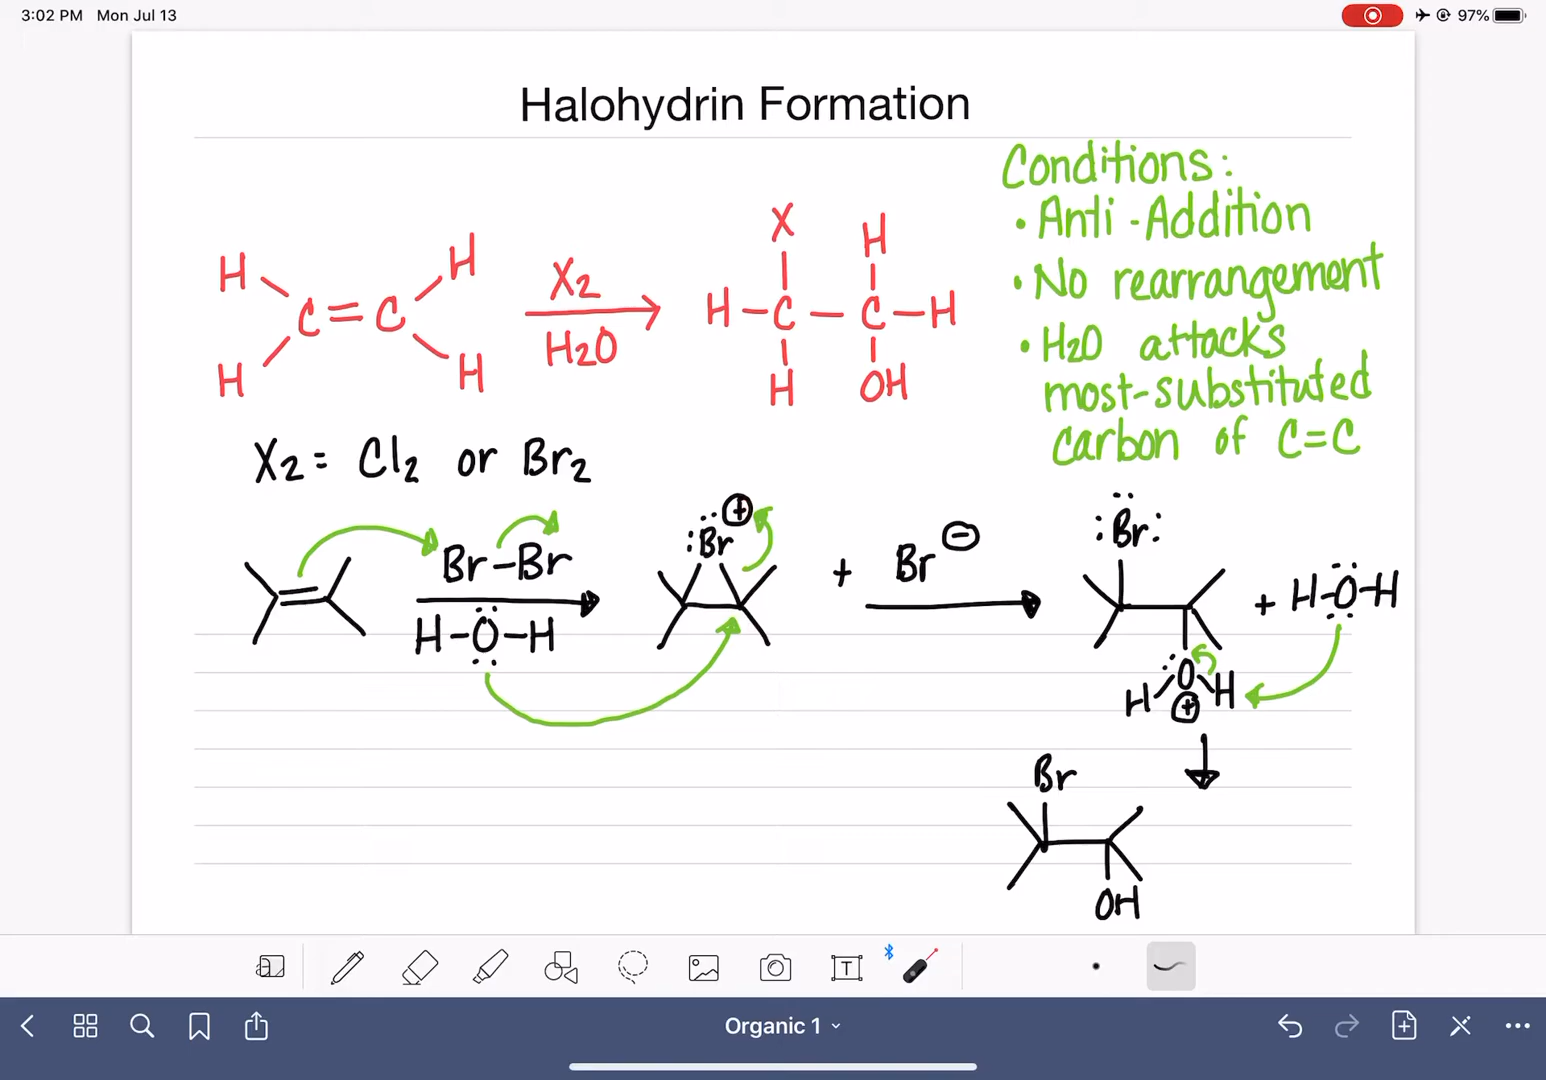 3:02 PM Mon Jul 13
97%
Halohydrin Formation
Conditions:
• Anti-Addition
• No rearrangement
• H2O attacks
most-substituted
carbon of C=C
H H
C=C
H H
X2
H2O
X H
H-C-C-H
H OH
X2 = Cl2 or Br2
Br-Br
H-O-H
:Br +
+ Br -
:Br:
+ H-O-H
H O H
+
Br
OH
T
Organic 1